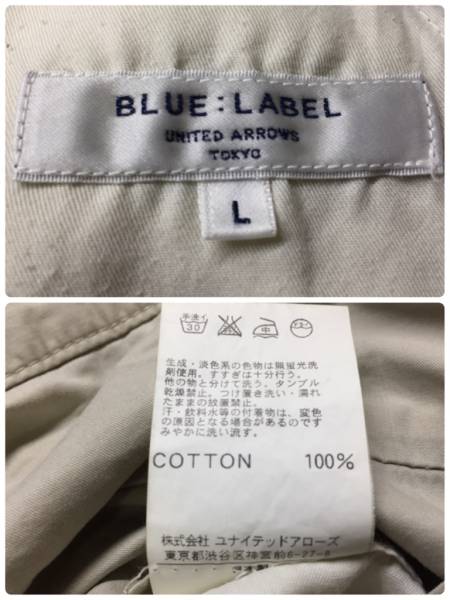 BLUE:LABEL
UNITED ARROWS
TOKYO
L
手洗イ
30
中
生成・淡色系の色物は無蛍光洗
剤使用。すすぎは十分行う。
他の物と分けて洗う。タンブル
乾燥禁止。つけ置き洗い・濡れ
たままの放置禁止。
汗・飲料水等の付着物は、変色
の原因となる場合があるのです
みやかに洗い流す。
COTTON 100%
株式会社 ユナイテッドアローズ
東京都渋谷区神宮前6-27-8